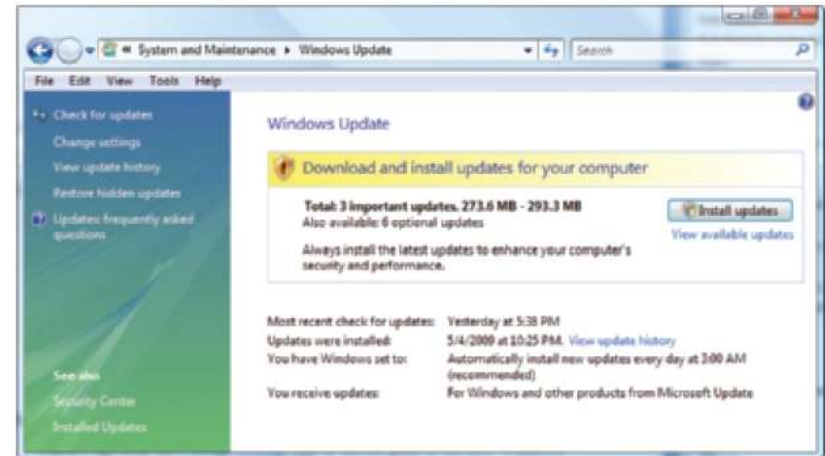 « System and Maintenance ▸ Windows Update
Search
File Edit View Tools Help
Check for updates
Change settings
View update history
Restore hidden updates
Updates: frequently asked
questions
See also
Security Center
Installed Updates
Windows Update
Download and install updates for your computer
Total: 3 important updates, 273.6 MB - 293.3 MB
Also available: 6 optional updates
Install updates
View available updates
Always install the latest updates to enhance your computer's
security and performance.
Most recent check for updates: Yesterday at 5:38 PM
Updates were installed: 5/4/2009 at 10:25 PM. View update history
You have Windows set to: Automatically install new updates every day at 3:00 AM
(recommended)
You receive updates: For Windows and other products from Microsoft Update